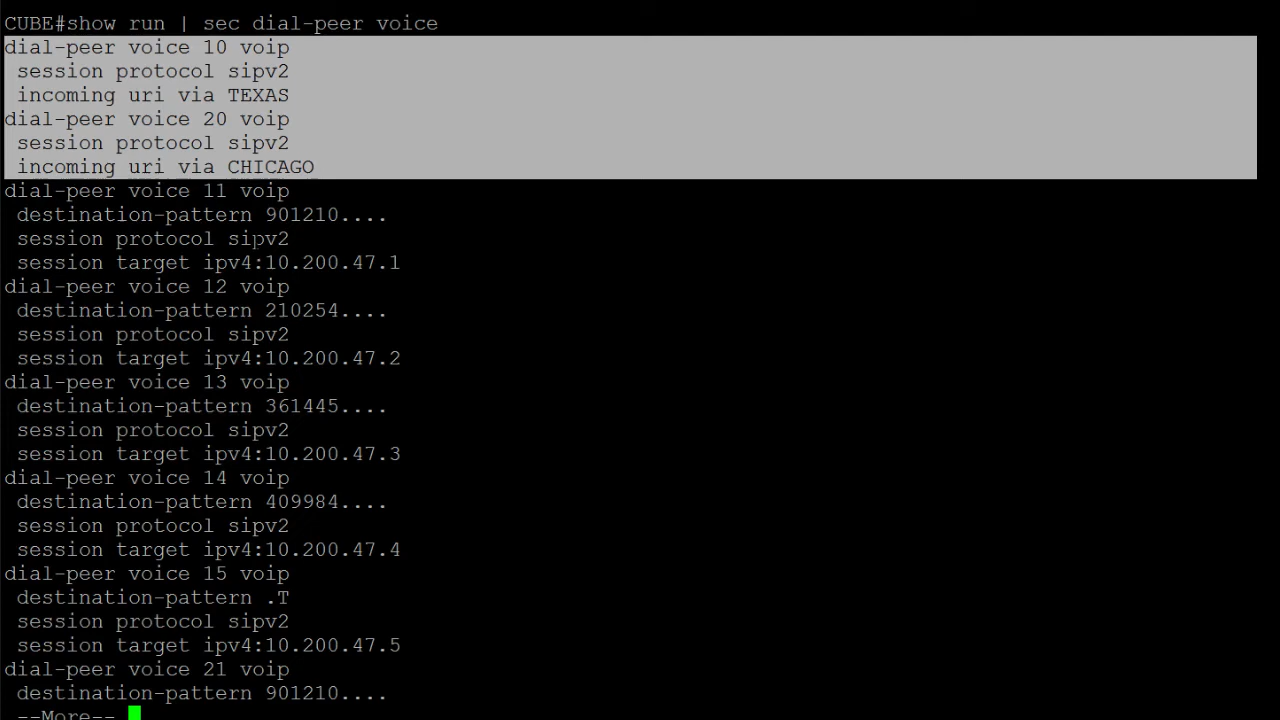 CUBE#show run | sec dial-peer voice
dial-peer voice 10 voip
 session protocol sipv2
 incoming uri via TEXAS
dial-peer voice 20 voip
 session protocol sipv2
 incoming uri via CHICAGO
dial-peer voice 11 voip
 destination-pattern 901210....
 session protocol sipv2
 session target ipv4:10.200.47.1
dial-peer voice 12 voip
 destination-pattern 210254....
 session protocol sipv2
 session target ipv4:10.200.47.2
dial-peer voice 13 voip
 destination-pattern 361445....
 session protocol sipv2
 session target ipv4:10.200.47.3
dial-peer voice 14 voip
 destination-pattern 409984....
 session protocol sipv2
 session target ipv4:10.200.47.4
dial-peer voice 15 voip
 destination-pattern .T
 session protocol sipv2
 session target ipv4:10.200.47.5
dial-peer voice 21 voip
 destination-pattern 901210....
 --More--